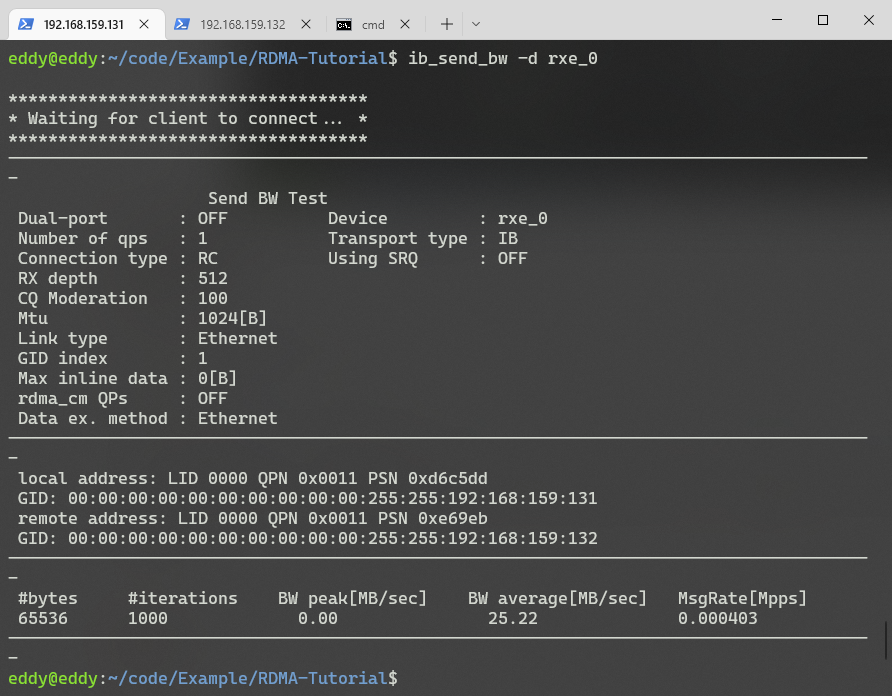 192.168.159.131
192.168.159.132
cmd
eddy@eddy:~/code/Example/RDMA-Tutorial$ ib_send_bw -d rxe_0
************************************
* Waiting for client to connect... *
************************************
Send BW Test
Dual-port : OFF Device : rxe_0
Number of qps : 1 Transport type : IB
Connection type : RC Using SRQ : OFF
RX depth : 512
CQ Moderation : 100
Mtu : 1024[B]
Link type : Ethernet
GID index : 1
Max inline data : 0[B]
rdma_cm QPs : OFF
Data ex. method : Ethernet
local address: LID 0000 QPN 0x0011 PSN 0xd6c5dd
GID: 00:00:00:00:00:00:00:00:00:00:255:255:192:168:159:131
remote address: LID 0000 QPN 0x0011 PSN 0xe69eb
GID: 00:00:00:00:00:00:00:00:00:00:255:255:192:168:159:132
#bytes #iterations BW peak[MB/sec] BW average[MB/sec] MsgRate[Mpps]
65536 1000 0.00 25.22 0.000403
eddy@eddy:~/code/Example/RDMA-Tutorial$